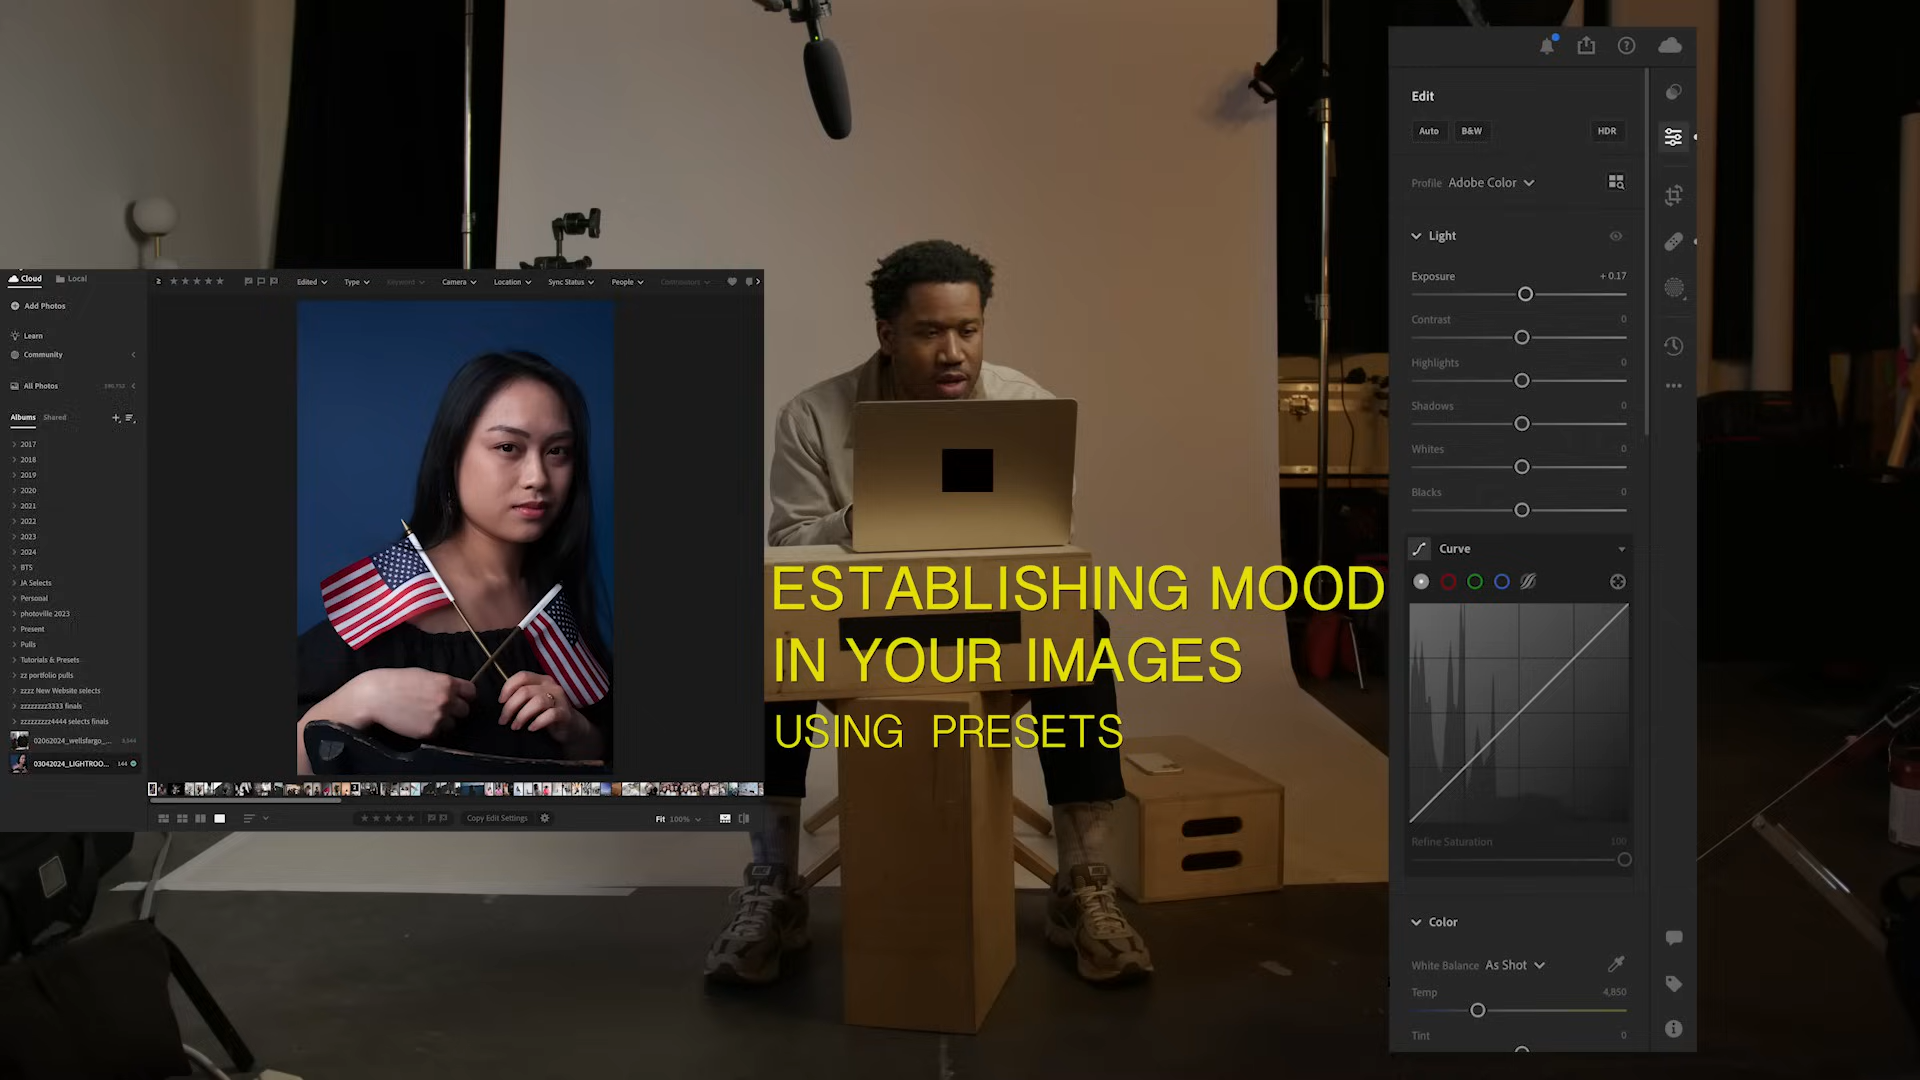 Cloud
Local
Add Photos
Learn
Community
All Photos
Albums
Shared
2017
2018
2019
2020
2021
2022
2023
2024
BTS
JA Selects
Personal
photoville 2023
Present
Pulls
Tutorials & Presets
zz portfolio pulls
zzzz New Website selects
zzzzzzzz3333 finals
zzzzzzzzz4444 selects finals
02062024_wellsfargo_...
03042024_LIGHTROO... 144
Edited Type Keyword Camera Location Sync Status People Contributors
Copy Edit Settings
Fit 100%
ESTABLISHING MOOD
IN YOUR IMAGES
USING PRESETS
Edit
Auto B&W HDR
Profile Adobe Color
Light
Exposure + 0.17
Contrast 0
Highlights 0
Shadows 0
Whites 0
Blacks 0
Curve
Refine Saturation 100
Color
White Balance As Shot
Temp 4,850
Tint 0